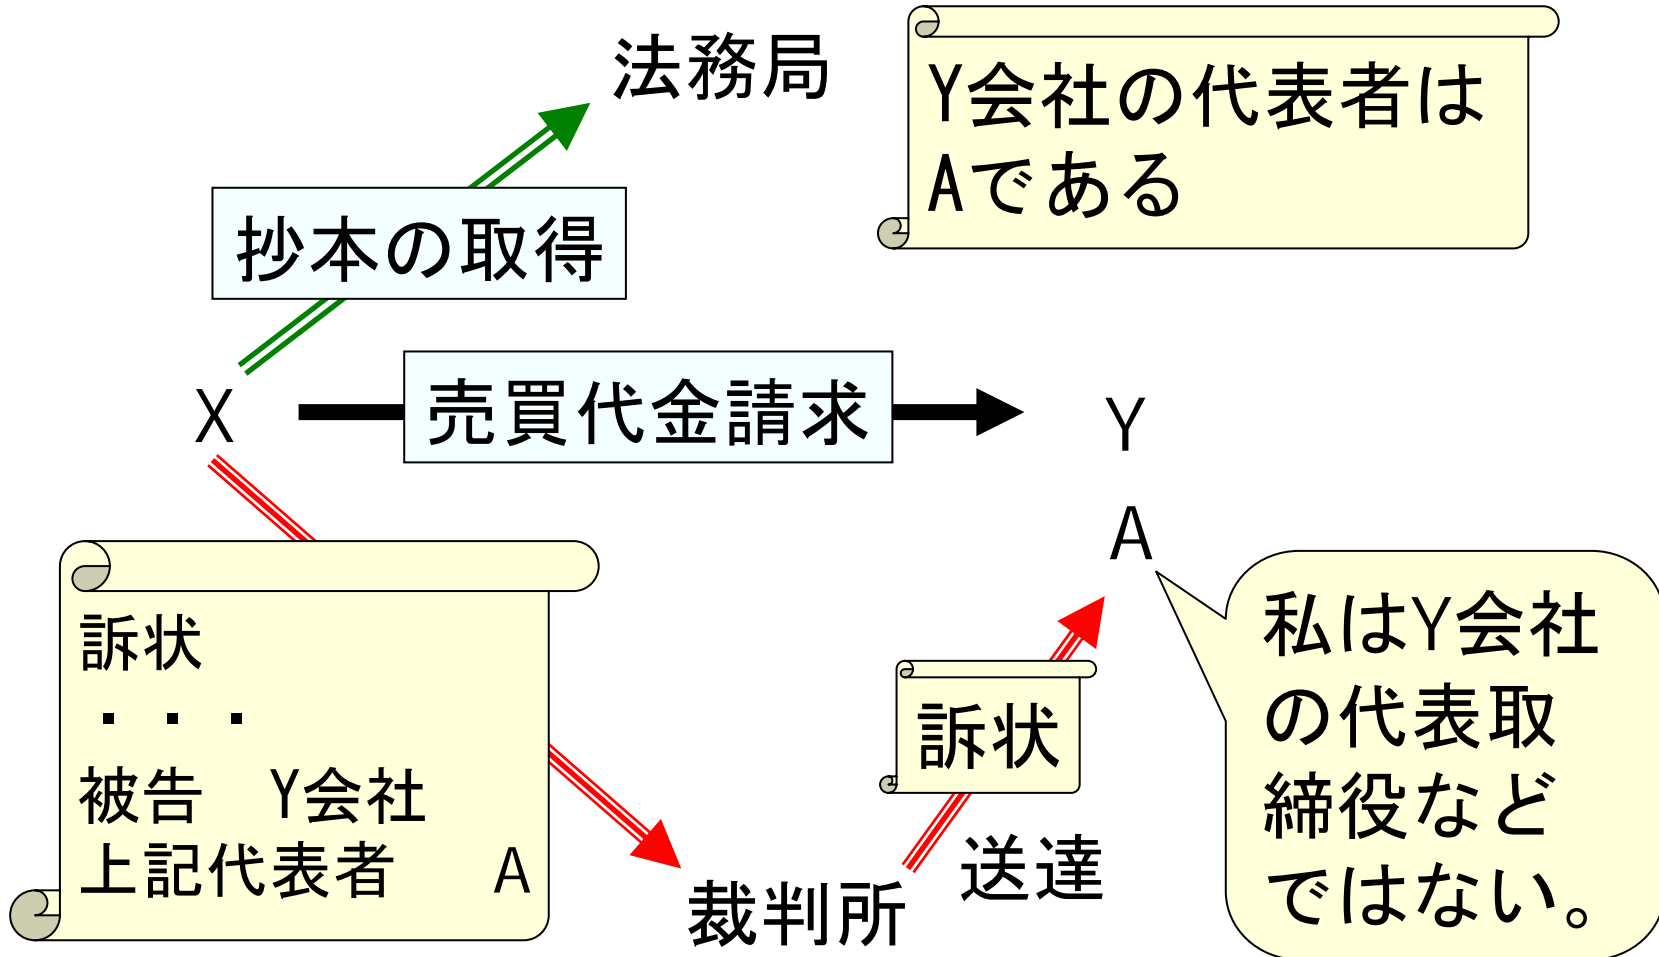 法務局
Y会社の代表者は
Aである
抄本の取得
X
売買代金請求
Y
A
訴状
・・・
被告　Y会社
上記代表者　A
裁判所
訴状
送達
私はY会社
の代表取
締役など
ではない。